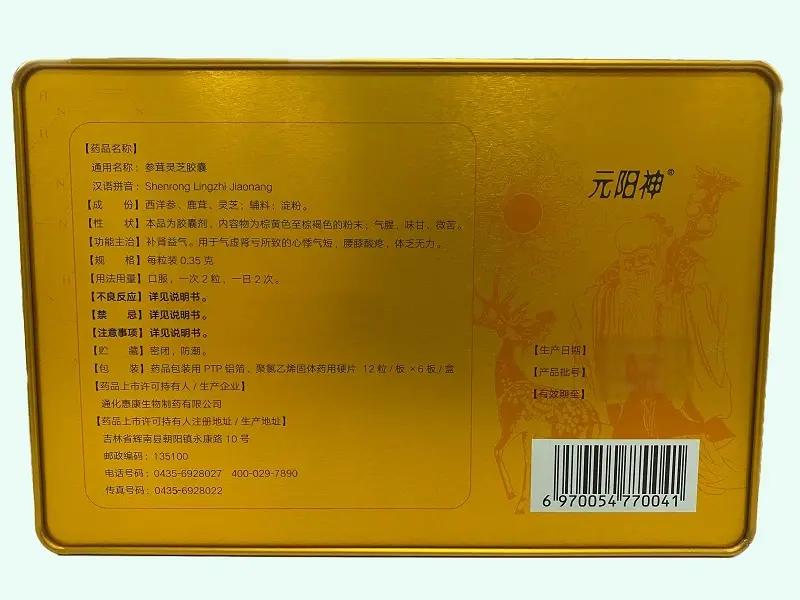 【药品名称】
通用名称：参茸灵芝胶囊
汉语拼音：Shenrong Lingzhi Jiaonang
【成　份】西洋参、鹿茸、灵芝；辅料：淀粉。
【性　状】本品为胶囊剂，内容物为棕黄色至棕褐色的粉末；气腥，味甘、微苦。
【功能主治】补肾益气。用于气虚肾亏所致的心悸气短，腰膝酸疼，体乏无力。
【规　格】每粒装 0.35 克
【用法用量】口服，一次 2 粒，一日 2 次。
【不良反应】详见说明书。
【禁　忌】详见说明书。
【注意事项】详见说明书。
【贮　藏】密闭，防潮。
【包　装】药品包装用 PTP 铝箔、聚氯乙烯固体药用硬片 12 粒 / 板 ×6 板 / 盒
【药品上市许可持有人 / 生产企业】
通化惠康生物制药有限公司
【药品上市许可持有人注册地址 / 生产地址】
吉林省辉南县朝阳镇永康路 10 号
邮政编码：135100
电话号码：0435-6928027 400-029-7890
传真号码：0435-6928022
元阳神®
【生产日期】
【产品批号】
【有效期至】
6 970054 770041